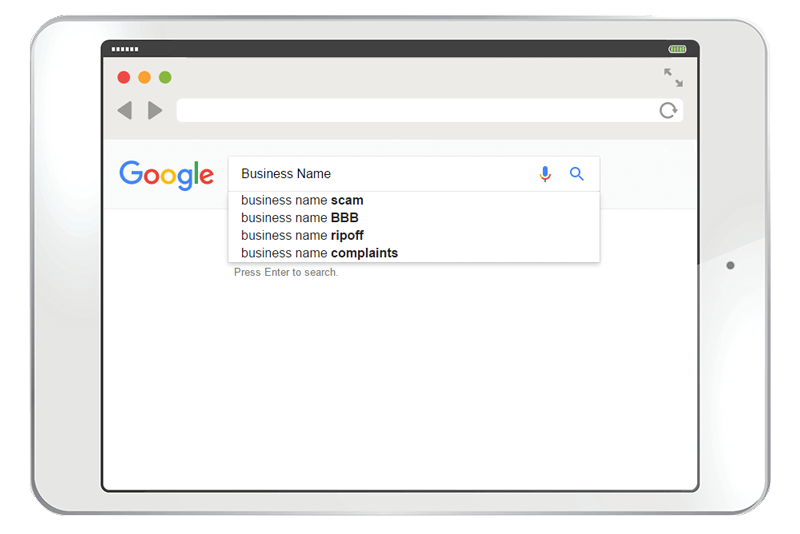 Google
Business Name
business name scam
business name BBB
business name ripoff
business name complaints
Press Enter to search.